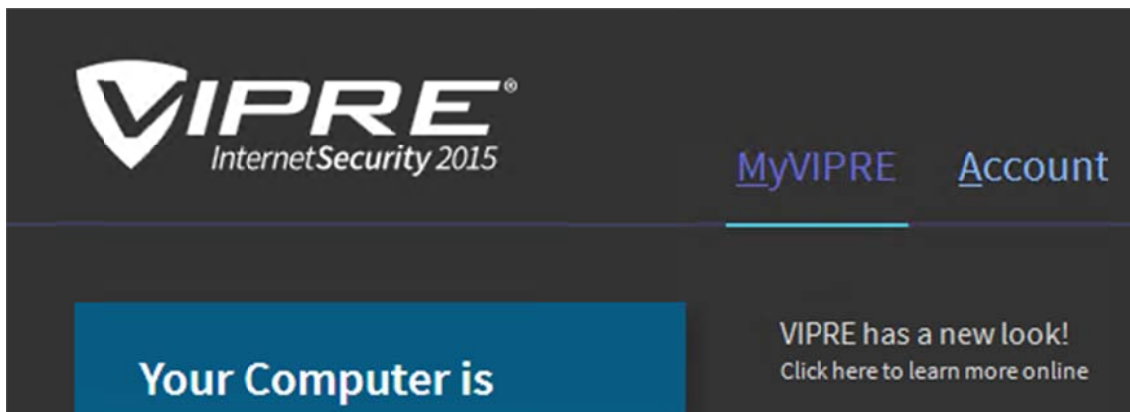 VIPRE®
InternetSecurity 2015
MyVIPRE Account
VIPRE has a new look!
Click here to learn more online
Your Computer is